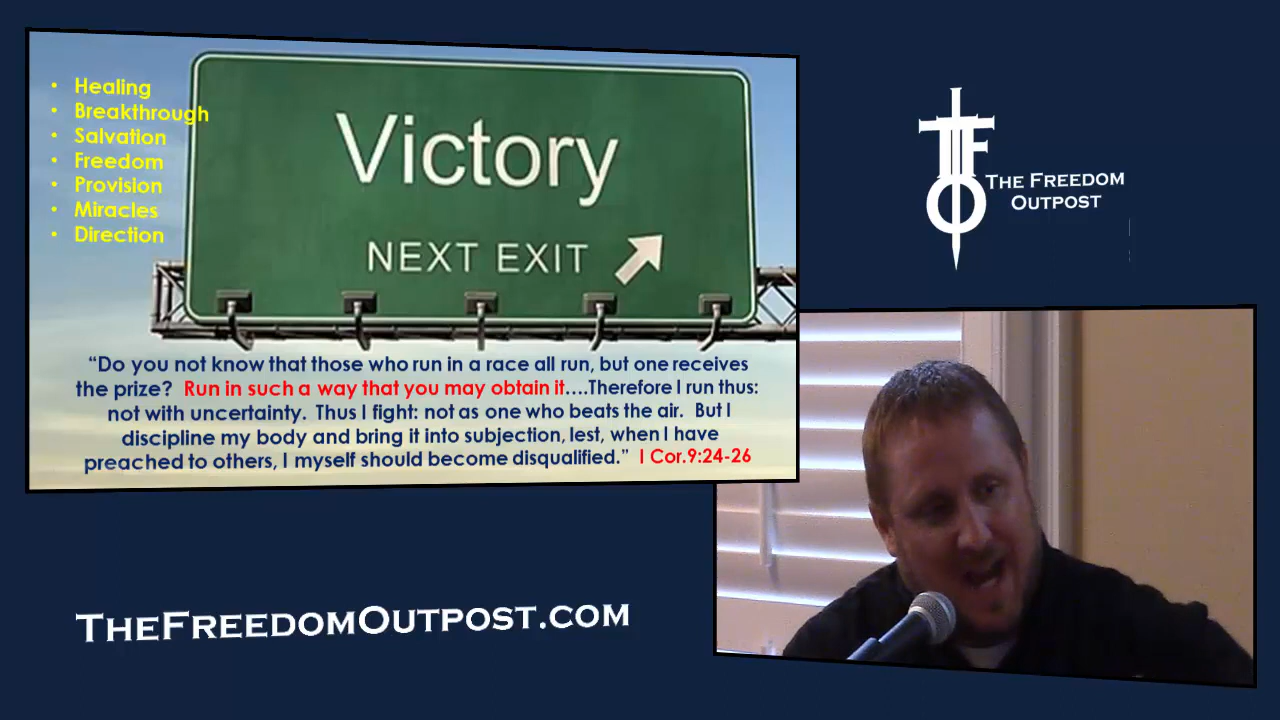 • Healing
• Breakthrough
• Salvation
• Freedom
• Provision
• Miracles
• Direction
Victory
NEXT EXIT
“Do you not know that those who run in a race all run, but one receives
the prize? Run in such a way that you may obtain it….Therefore I run thus:
not with uncertainty. Thus I fight: not as one who beats the air. But I
discipline my body and bring it into subjection, lest, when I have
preached to others, I myself should become disqualified.” I Cor.9:24-26
TFO
THE FREEDOM
OUTPOST
THEFREEDOMOUTPOST.COM